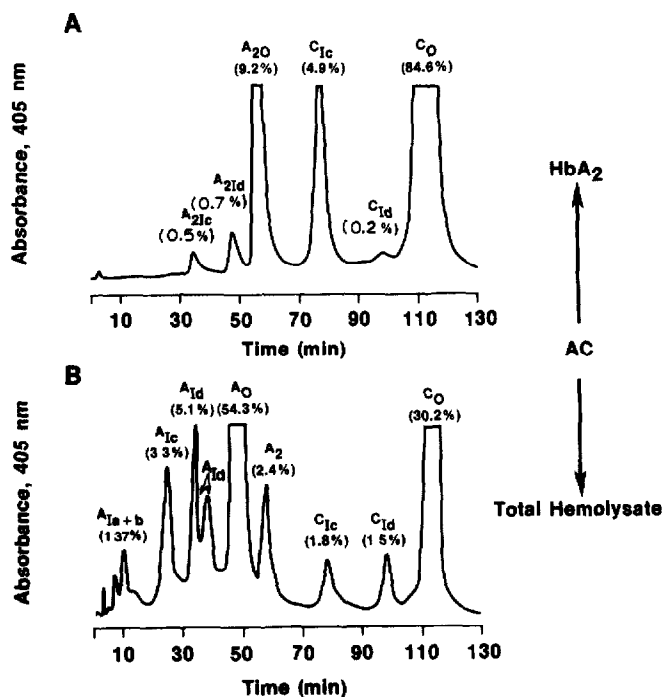 A
Absorbance, 405 nm
A2O
(9.2%)
CIc
(4.9%)
CO
(84.6%)
A2Id
(0.7%)
A2Ic
(0.5%)
CId
(0.2%)
10 30 50 70 90 110 130
Time (min)
HbA2
AC
Total Hemolysate
B
Absorbance, 405 nm
AIa+b
(1.37%)
AIc
(3.3%)
AId
(5.1%)
AId
AO
(54.3%)
A2
(2.4%)
CIc
(1.8%)
CId
(1.5%)
CO
(30.2%)
10 30 50 70 90 110 130
Time (min)